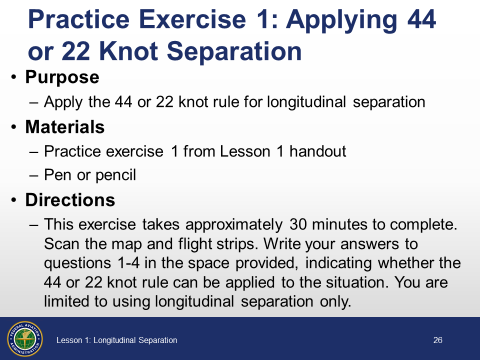 Practice Exercise 1: Applying 44
or 22 Knot Separation
• Purpose
– Apply the 44 or 22 knot rule for longitudinal separation
• Materials
– Practice exercise 1 from Lesson 1 handout
– Pen or pencil
• Directions
– This exercise takes approximately 30 minutes to complete.
Scan the map and flight strips. Write your answers to
questions 1-4 in the space provided, indicating whether the
44 or 22 knot rule can be applied to the situation. You are
limited to using longitudinal separation only.
Lesson 1: Longitudinal Separation
26